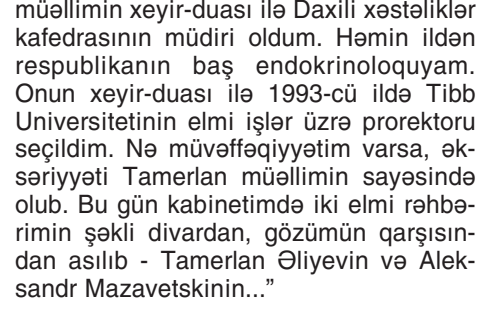 müəllimin xeyir-duası ilə Daxili xəstəliklər
kafedrasının müdiri oldum. Həmin ildən
respublikanın baş endokrinoloquyam.
Onun xeyir-duası ilə 1993-cü ildə Tibb
Universitetinin elmi işlər üzrə prorektoru
seçildim. Nə müvəffəqiyyətim varsa, ək-
səriyyəti Tamerlan müəllimin sayəsində
olub. Bu gün kabinetimdə iki elmi rəhbə-
rimin şəkli divardan, gözümün qarşısın-
dan asılıb - Tamerlan Əliyevin və Alek-
sandr Mazavetskinin...”